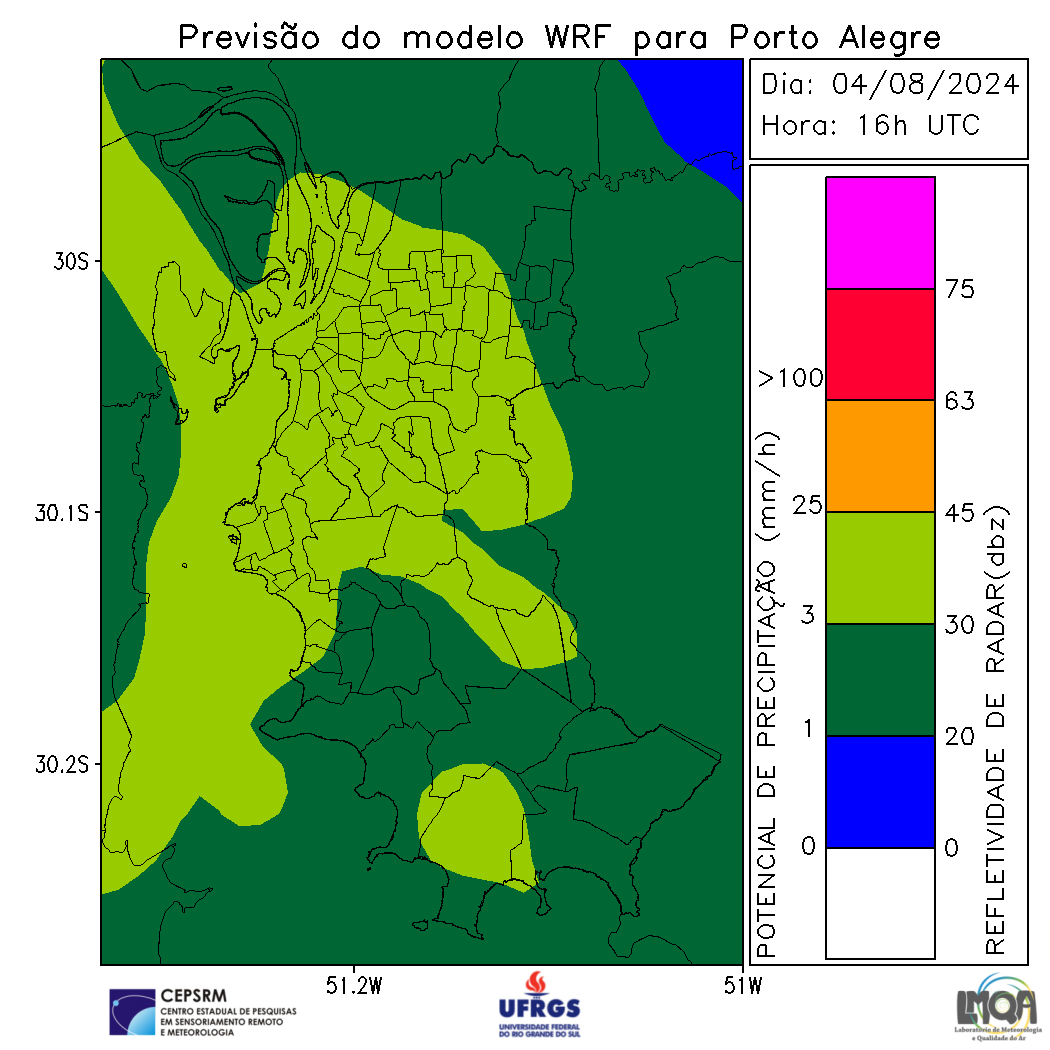 Previsão do modelo WRF para Porto Alegre
Dia: 04/08/2024
Hora: 16h UTC
30S
30.1S
30.2S
51.2W
51W
POTENCIAL DE PRECIPITAÇÃO (mm/h)
>100
25
3
1
0
75
63
45
30
20
0
REFLETIVIDADE DE RADAR(dbz)
CEPSRM
CENTRO ESTADUAL DE PESQUISAS
EM SENSORIAMENTO REMOTO
E METEOROLOGIA
UFRGS
UNIVERSIDADE FEDERAL
DO RIO GRANDE DO SUL
LMQA
Laboratório de Meteorologia
e Qualidade do Ar